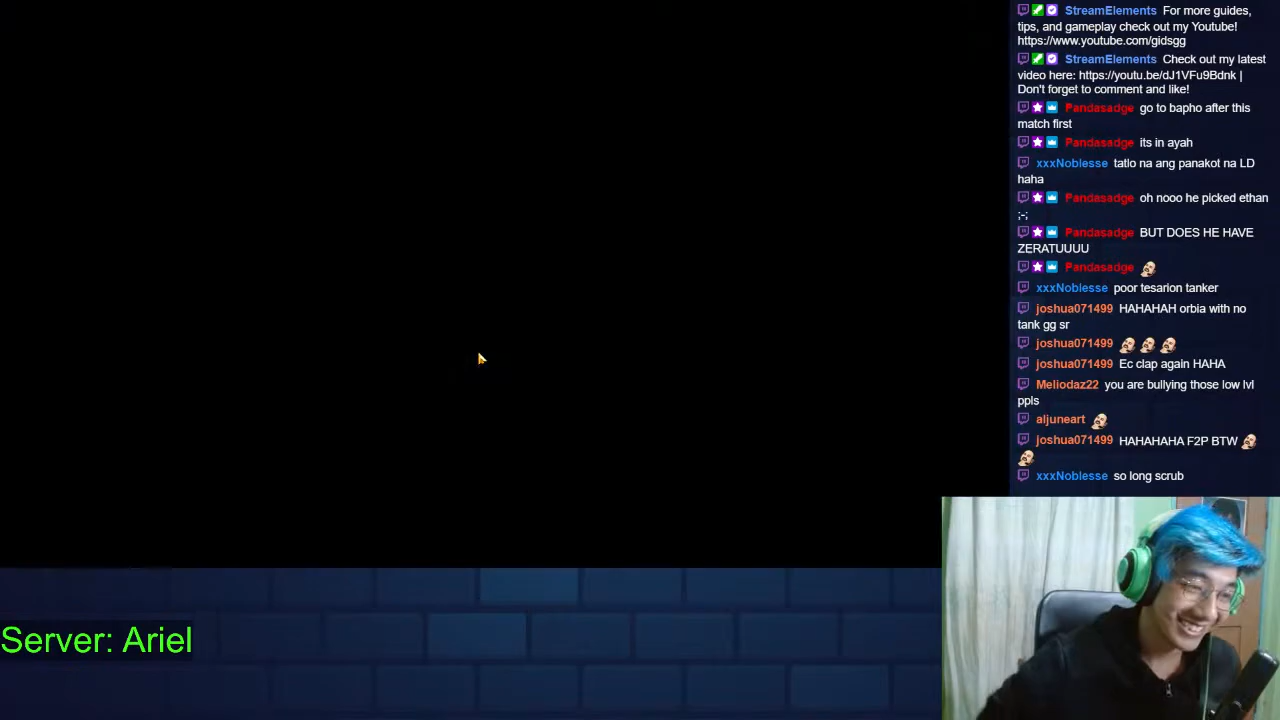 StreamElements For more guides,
tips, and gameplay check out my Youtube!
https://www.youtube.com/gidsgg
StreamElements Check out my latest
video here: https://youtu.be/dJ1VFu9Bdnk |
Don't forget to comment and like!
Pandasadge go to bapho after this
match first
Pandasadge its in ayah
xxxNoblesse tatlo na ang panakot na LD
haha
Pandasadge oh nooo he picked ethan
;-;
Pandasadge BUT DOES HE HAVE
ZERATUUUU
Pandasadge
xxxNoblesse poor tesarion tanker
joshua071499 HAHAHAH orbia with no
tank gg sr
joshua071499
joshua071499 Ec clap again HAHA
Meliodaz22 you are bullying those low lvl
ppls
aljuneart
joshua071499 HAHAHAHA F2P BTW
xxxNoblesse so long scrub
Server: Ariel